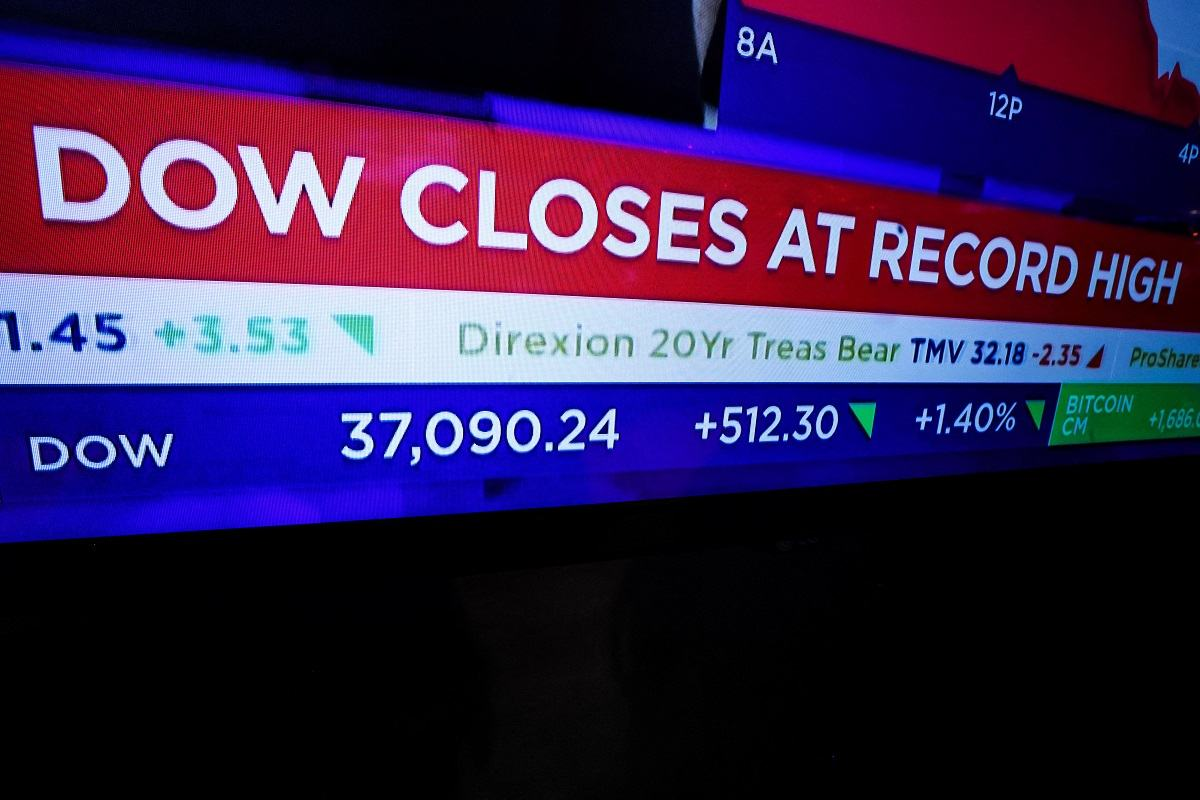 8A
12P
4P
DOW CLOSES AT RECORD HIGH
1.45 +3.53 Direxion 20Yr Treas Bear TMV 32.18 -2.35 ProShare
DOW 37,090.24 +512.30 +1.40% BITCOIN CM +1,686.0